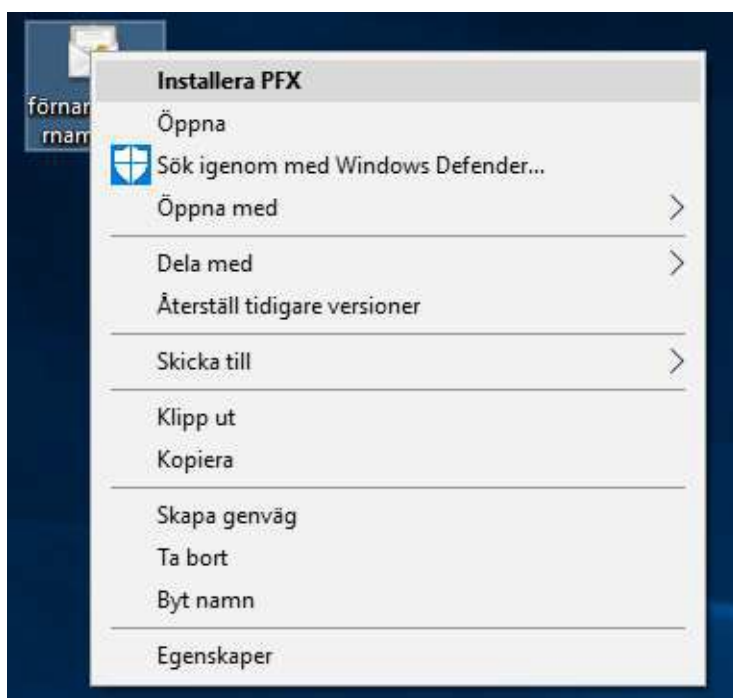 Installera PFX
Öppna
Sök igenom med Windows Defender...
Öppna med
Dela med
Återställ tidigare versioner
Skicka till
Klipp ut
Kopiera
Skapa genväg
Ta bort
Byt namn
Egenskaper